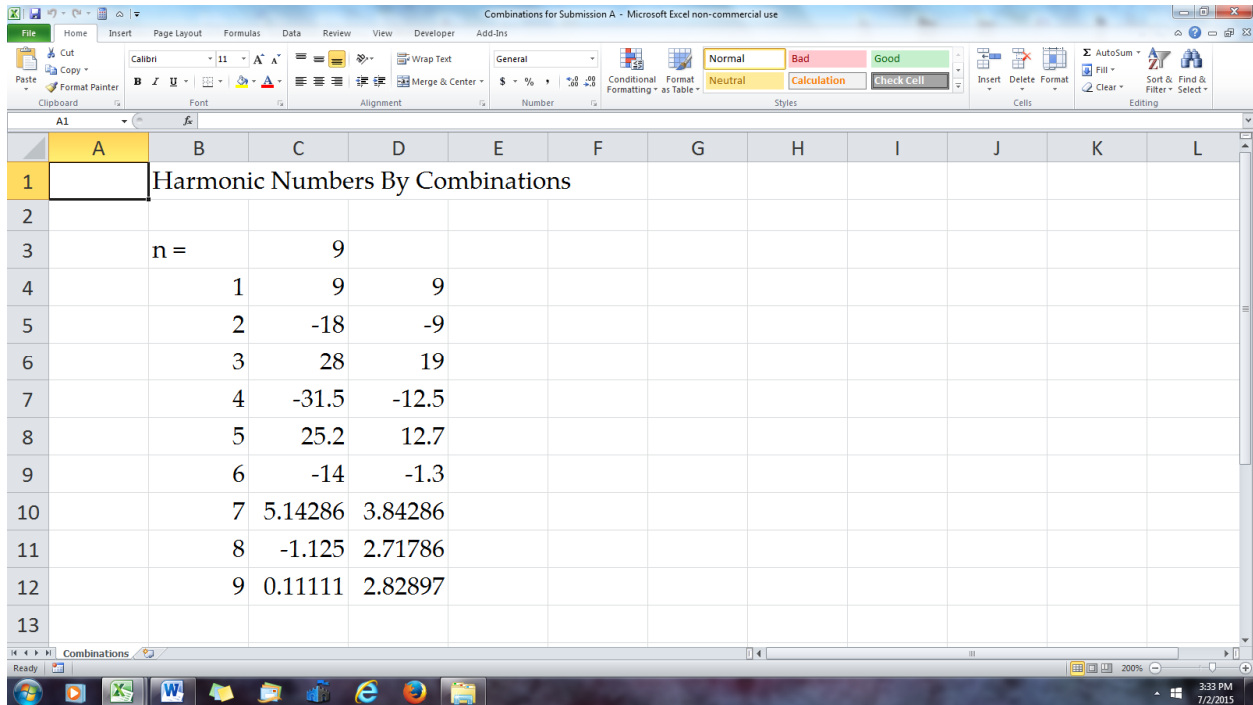 Combinations for Submission A - Microsoft Excel non-commercial use
File Home Insert Page Layout Formulas Data Review View Developer Add-Ins
Paste
Cut
Copy
Format Painter
Clipboard
Calibri 11
B I U
Font
Wrap Text
Merge & Center
Alignment
General
$ % ,
Number
Conditional Formatting
Format as Table
Normal Bad Good
Neutral Calculation Check Cell
Styles
Insert Delete Format
Cells
Σ AutoSum
Fill
Clear
Sort & Filter
Find & Select
Editing
A1 fx
A B C D E F G H I J K L
1 Harmonic Numbers By Combinations
2
3 n = 9
4 1 9 9
5 2 -18 -9
6 3 28 19
7 4 -31.5 -12.5
8 5 25.2 12.7
9 6 -14 -1.3
10 7 5.14286 3.84286
11 8 -1.125 2.71786
12 9 0.11111 2.82897
13
Combinations
Ready 200%
3:33 PM
7/2/2015